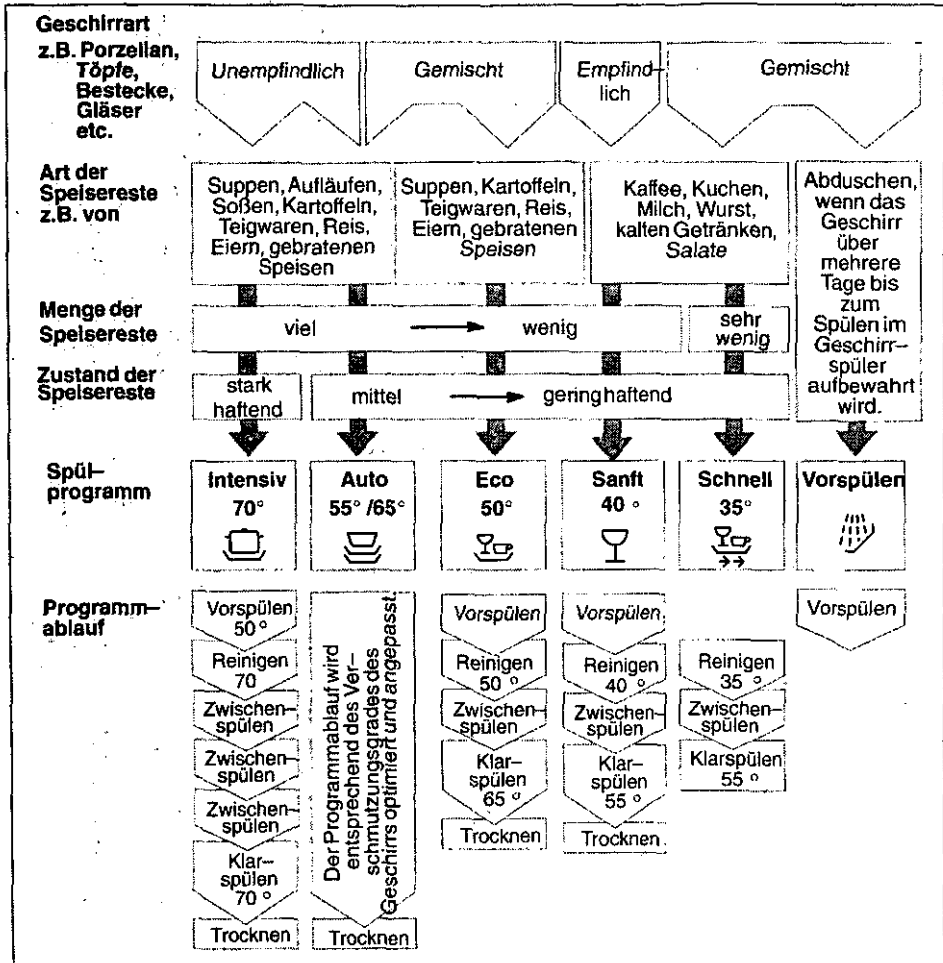 Geschirrart
z.B. Porzellan,
Töpfe,
Bestecke,
Gläser
etc.
Unempfindlich
Gemischt
Empfind–
lich
Gemischt
Art der
Speisereste
z.B. von
Suppen, Aufläufen,
Soßen, Kartoffeln,
Teigwaren, Reis,
Eiern, gebratenen
Speisen
Suppen, Kartoffeln,
Teigwaren, Reis,
Eiern, gebratenen
Speisen
Kaffee, Kuchen,
Milch, Wurst,
kalten Getränken,
Salate
Abduschen,
wenn das
Geschirr
über
mehrere
Tage bis
zum
Spülen im
Geschirr–
spüler
aufbewahrt
wird.
Menge der
Speisereste
viel
wenig
sehr
wenig
Zustand der
Speisereste
stark
haftend
mittel
gering haftend
Spül–
programm
Intensiv
70°
Auto
55° /65°
Eco
50°
Sanft
40 °
Schnell
35°
Vorspülen
Programm–
ablauf
Vorspülen
50°
Reinigen
70
Zwischen–
spülen
Zwischen–
spülen
Zwischen–
spülen
Klar–
spülen
70 °
Trocknen
Der Programmablauf wird
entsprechend des Ver–
schmutzungsgrades des
Geschirrs optimiert und angepasst.
Trocknen
Vorspülen
Reinigen
50 °
Zwischen–
spülen
Klar–
spülen
65 °
Trocknen
Vorspülen
Reinigen
40 °
Zwischen–
spülen
Klar–
spülen
55 °
Trocknen
Reinigen
35 °
Zwischen–
spülen
Klarspülen
55 °
Vorspülen